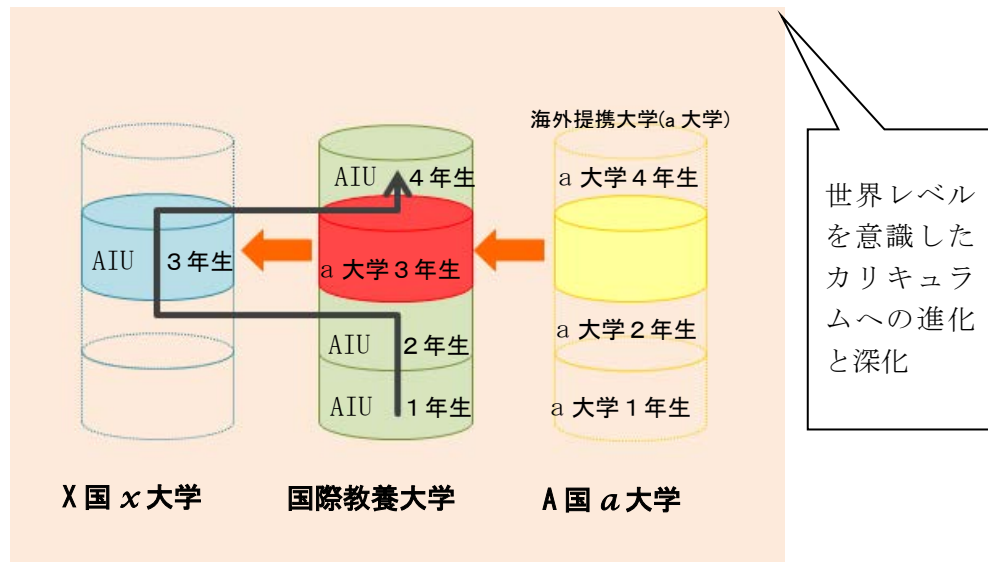 海外提携大学(a 大学)
AIU 4年生
a 大学4年生
AIU 3年生
a 大学3年生
AIU 2年生
a 大学2年生
AIU 1年生
a 大学1年生
X国 x 大学
国際教養大学
A国 a 大学
世界レベル
を意識した
カリキュラ
ムへの進化
と深化